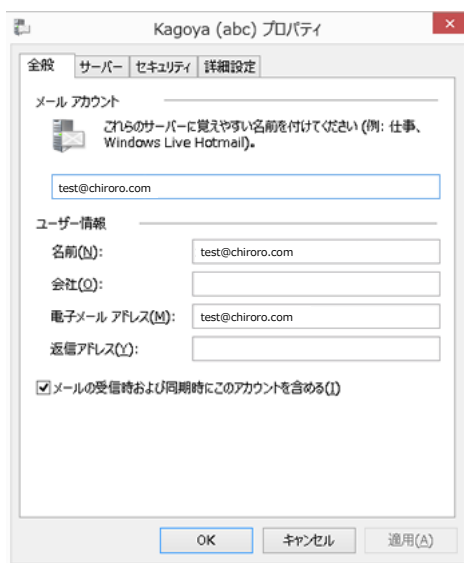 Kagoya (abc) プロパティ
全般 サーバー セキュリティ 詳細設定
メール アカウント
これらのサーバーに覚えやすい名前を付けてください (例: 仕事、
Windows Live Hotmail)。
test@chiroro.com
ユーザー情報
名前(N): test@chiroro.com
会社(O):
電子メール アドレス(M): test@chiroro.com
返信アドレス(Y):
メールの受信時および同期時にこのアカウントを含める(I)
OK キャンセル 適用(A)